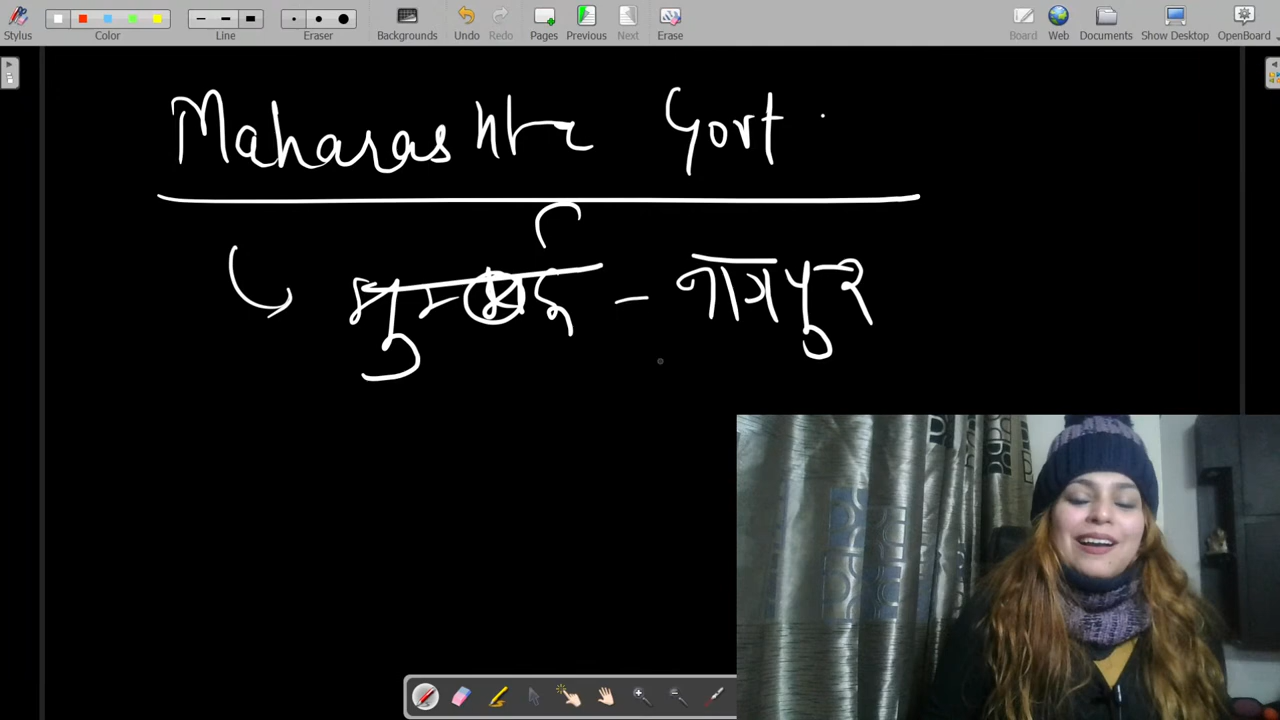 Stylus Color Line Eraser Backgrounds Undo Redo Pages Previous Next Erase Board Web Documents Show Desktop OpenBoard
Maharashtra Govt.
मुम्बई - नागपुर